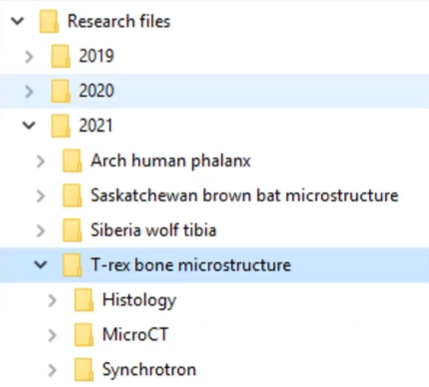 Research files
2019
2020
2021
Arch human phalanx
Saskatchewan brown bat microstructure
Siberia wolf tibia
T-rex bone microstructure
Histology
MicroCT
Synchrotron